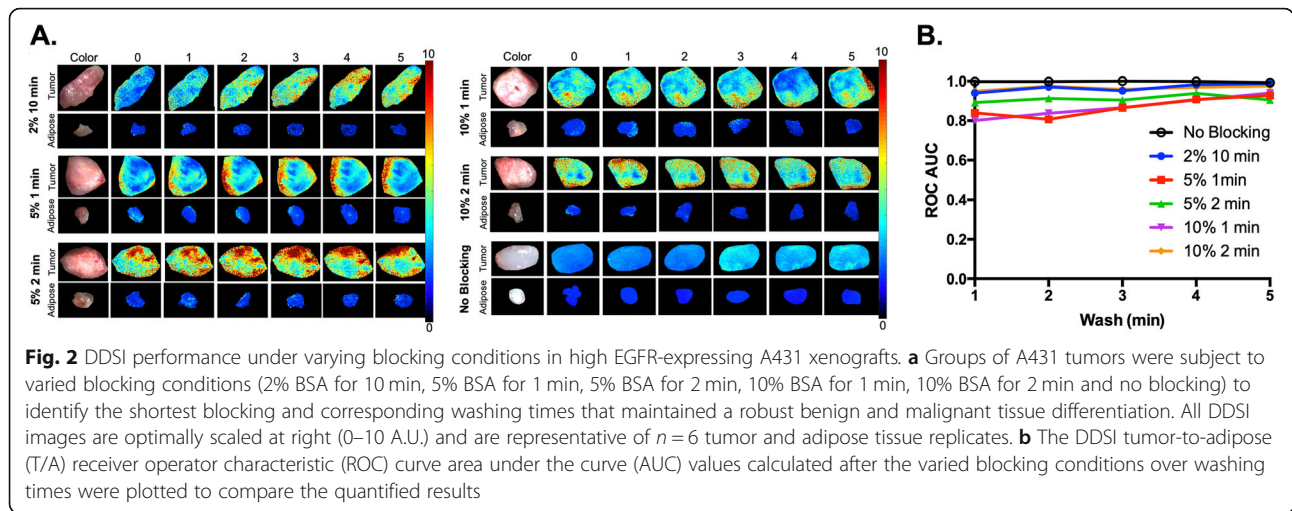 A.
Color 0 1 2 3 4 5
10
2% 10 min
Tumor
Adipose
5% 1 min
Tumor
Adipose
5% 2 min
Tumor
Adipose
0
Color 0 1 2 3 4 5
10
10% 1 min
Tumor
Adipose
10% 2 min
Tumor
Adipose
No Blocking
Tumor
Adipose
0
B.
ROC AUC
1.0
0.8
0.6
0.4
0.2
0.0
No Blocking
2% 10 min
5% 1min
5% 2 min
10% 1 min
10% 2 min
1 2 3 4 5
Wash (min)
Fig. 2 DDSI performance under varying blocking conditions in high EGFR-expressing A431 xenografts. a Groups of A431 tumors were subject to
varied blocking conditions (2% BSA for 10 min, 5% BSA for 1 min, 5% BSA for 2 min, 10% BSA for 1 min, 10% BSA for 2 min and no blocking) to
identify the shortest blocking and corresponding washing times that maintained a robust benign and malignant tissue differentiation. All DDSI
images are optimally scaled at right (0–10 A.U.) and are representative of n = 6 tumor and adipose tissue replicates. b The DDSI tumor-to-adipose
(T/A) receiver operator characteristic (ROC) curve area under the curve (AUC) values calculated after the varied blocking conditions over washing
times were plotted to compare the quantified results